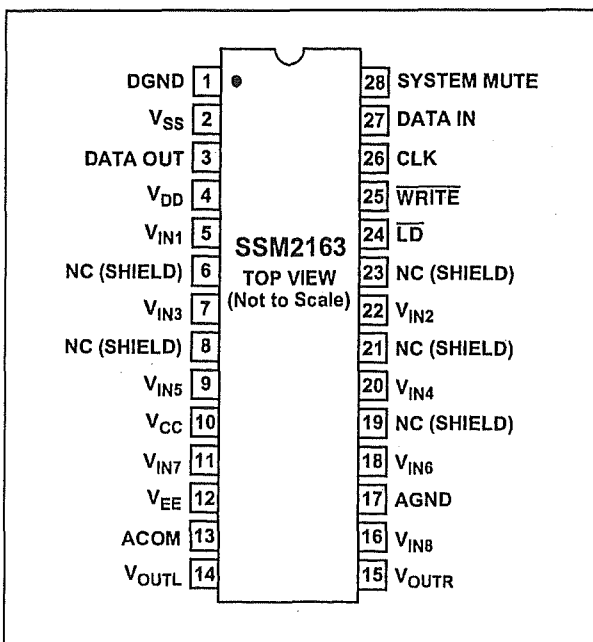 DGND 1 28 SYSTEM MUTE
VSS 2 27 DATA IN
DATA OUT 3 26 CLK
VDD 4 25 WRITE
VIN1 5 24 LD
SSM2163
NC (SHIELD) 6 23 NC (SHIELD)
TOP VIEW
(Not to Scale)
VIN3 7 22 VIN2
NC (SHIELD) 8 21 NC (SHIELD)
VIN5 9 20 VIN4
VCC 10 19 NC (SHIELD)
VIN7 11 18 VIN6
VEE 12 17 AGND
ACOM 13 16 VIN8
VOUTL 14 15 VOUTR